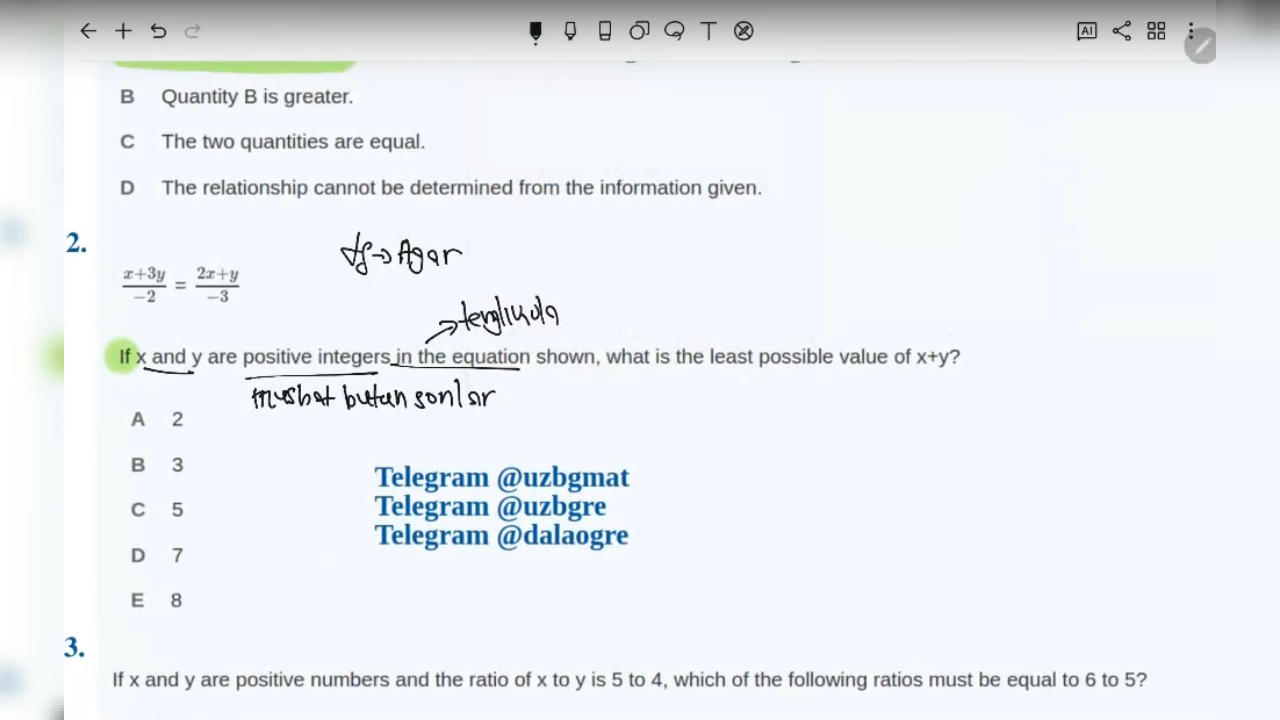 AI
B Quantity B is greater.
C The two quantities are equal.
D The relationship cannot be determined from the information given.
2.
If → Agar
x+3y/-2 = 2x+y/-3
→ tenglikda
If x and y are positive integers in the equation shown, what is the least possible value of x+y?
musbat butun sonlar
A 2
B 3
C 5
D 7
E 8
Telegram @uzbgmat
Telegram @uzbgre
Telegram @dalaogre
3.
If x and y are positive numbers and the ratio of x to y is 5 to 4, which of the following ratios must be equal to 6 to 5?